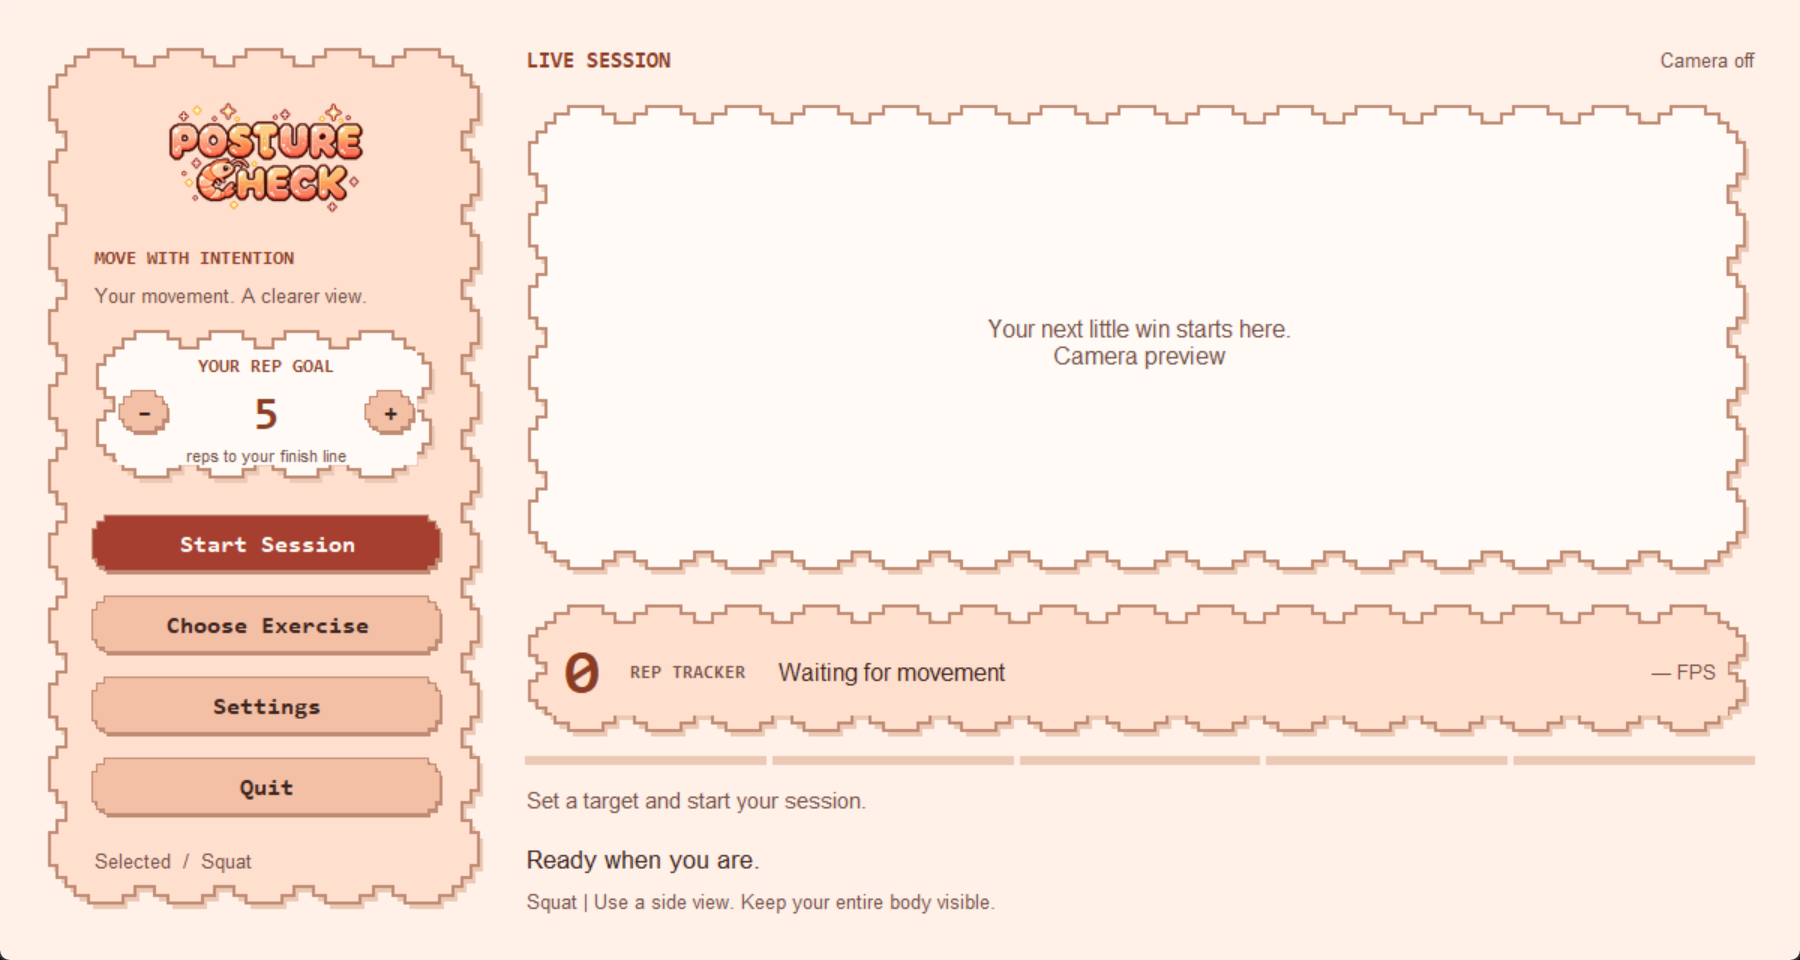 POSTURE
CHECK
MOVE WITH INTENTION
Your movement. A clearer view.
YOUR REP GOAL
- 5 +
reps to your finish line
Start Session
Choose Exercise
Settings
Quit
Selected / Squat
LIVE SESSION
Camera off
Your next little win starts here.
Camera preview
0 REP TRACKER Waiting for movement — FPS
Set a target and start your session.
Ready when you are.
Squat | Use a side view. Keep your entire body visible.